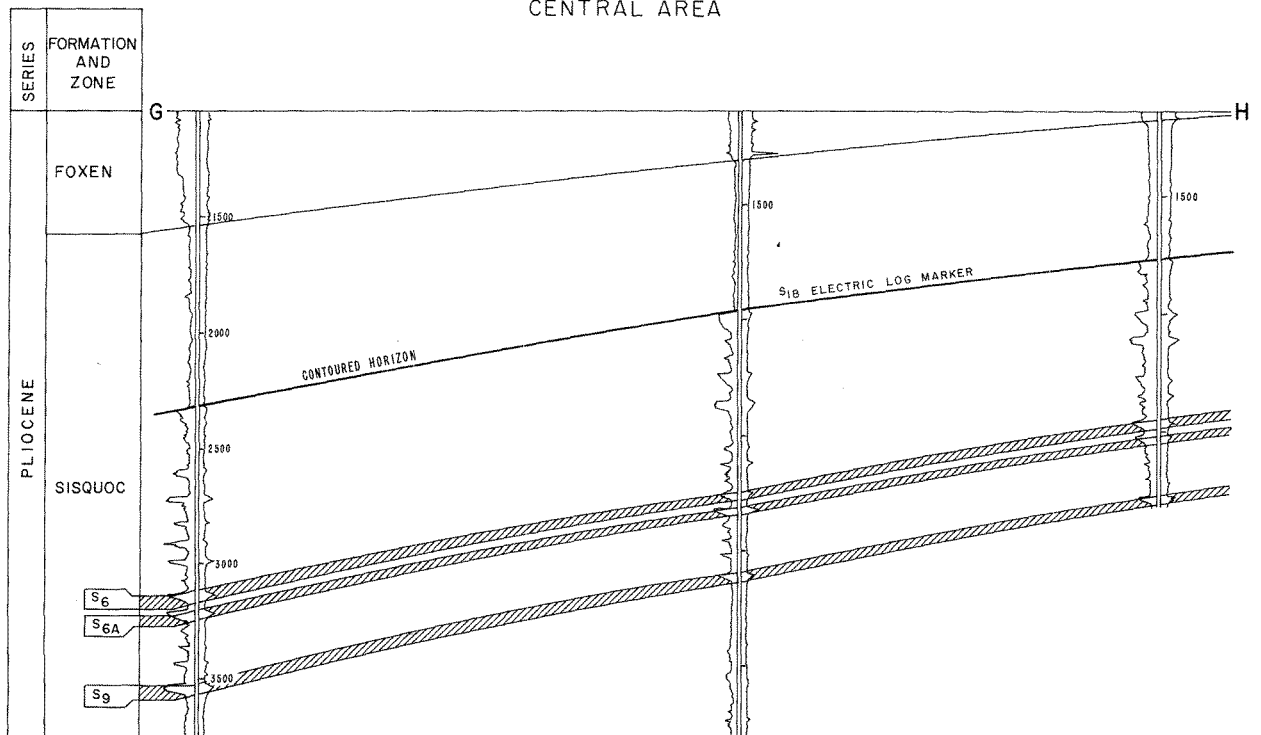 CENTRAL AREA
SERIES
FORMATION
AND
ZONE
G
H
FOXEN
1500
1500
1500
S1B ELECTRIC LOG MARKER
2000
CONTOURED HORIZON
2500
PLIOCENE
SISQUOC
3000
S6
S6A
3500
S9